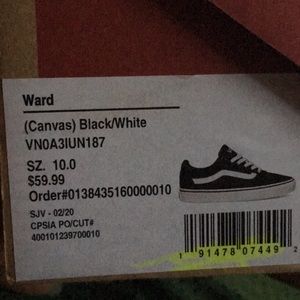 Ward
(Canvas) Black/White
VN0A3IUN187
SZ. 10.0
$59.99
Order#0138435160000010
SJV - 02/20
CPSIA PO/CUT#
400101239700010
1 91478 07449 2